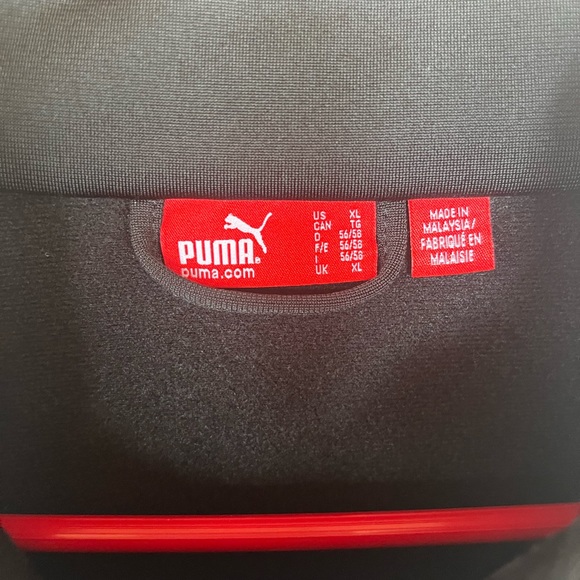 PUMA®
puma.com
US XL
CAN TG
D 56/58
F/E 56/58
I 56/58
UK XL
MADE IN
MALAYSIA/
FABRIQUÉ EN
MALAISIE